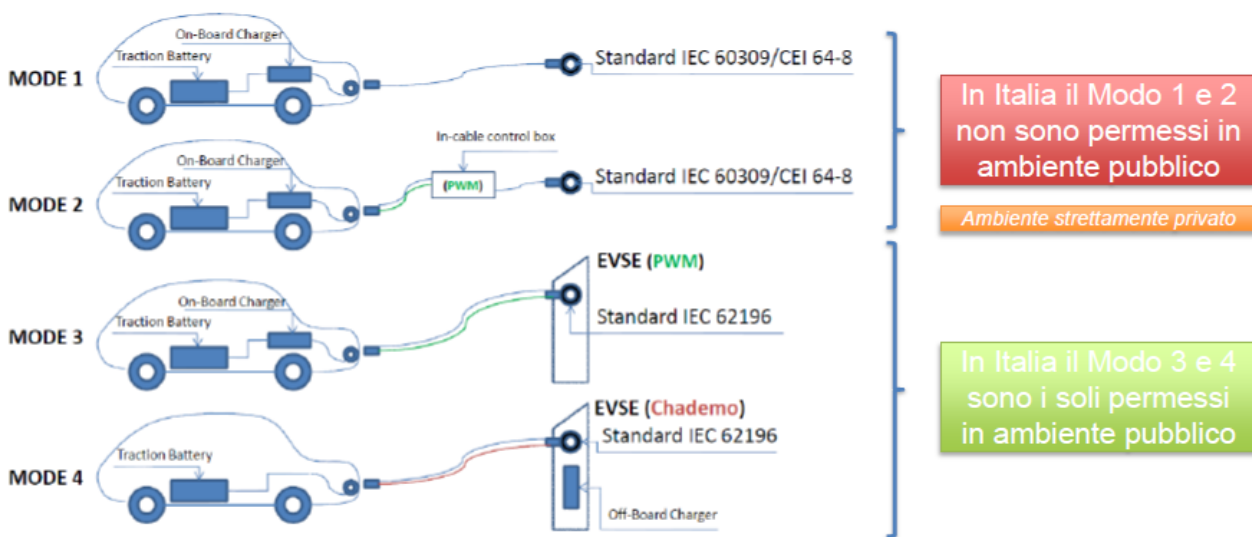 On-Board Charger
Traction Battery
MODE 1
Standard IEC 60309/CEI 64-8
In-cable control box
On-Board Charger
Traction Battery
(PWM)
MODE 2
Standard IEC 60309/CEI 64-8
In Italia il Modo 1 e 2
non sono permessi in
ambiente pubblico
Ambiente strettamente privato
EVSE (PWM)
On-Board Charger
Traction Battery
MODE 3
Standard IEC 62196
EVSE (Chademo)
Standard IEC 62196
Traction Battery
MODE 4
Off-Board Charger
In Italia il Modo 3 e 4
sono i soli permessi
in ambiente pubblico